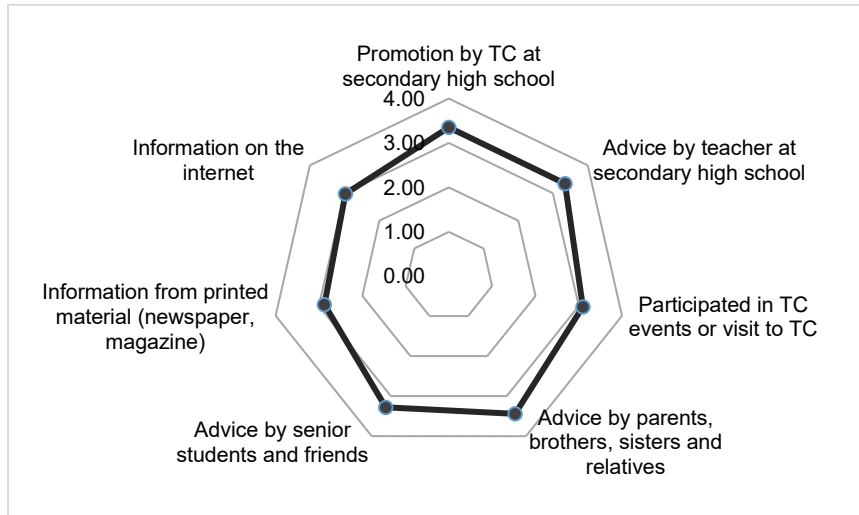 Promotion by TC at
secondary high school
4.00
3.00
2.00
1.00
0.00
Advice by teacher at
secondary high school
Participated in TC
events or visit to TC
Advice by parents,
brothers, sisters and
relatives
Advice by senior
students and friends
Information from printed
material (newspaper,
magazine)
Information on the
internet